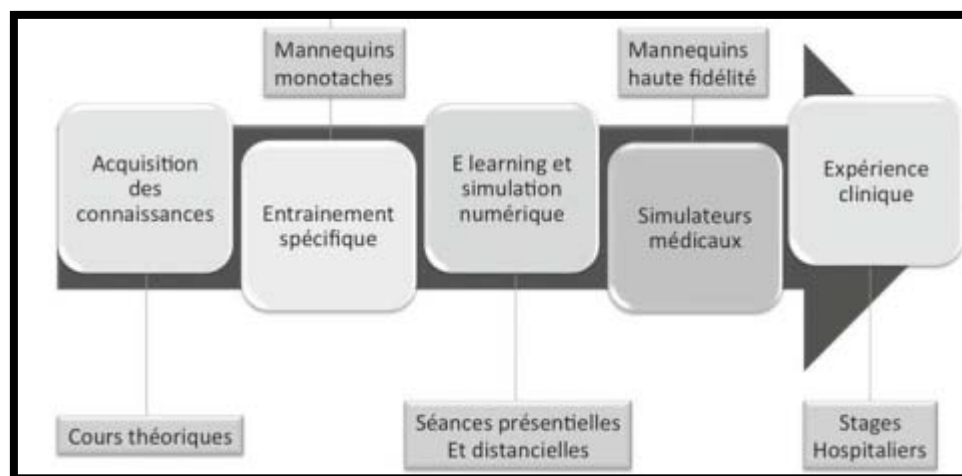 Mannequins
monotaches
Mannequins
haute fidélité
Acquisition
des
connaissances
Entrainement
spécifique
E learning et
simulation
numérique
Simulateurs
médicaux
Expérience
clinique
Cours théoriques
Séances présentielles
Et distancielles
Stages
Hospitaliers